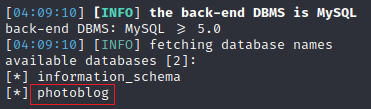 [04:09:10] [INFO] the back-end DBMS is MySQL
back-end DBMS: MySQL ≥ 5.0
[04:09:10] [INFO] fetching database names
available databases [2]:
[*] information_schema
[*] photoblog